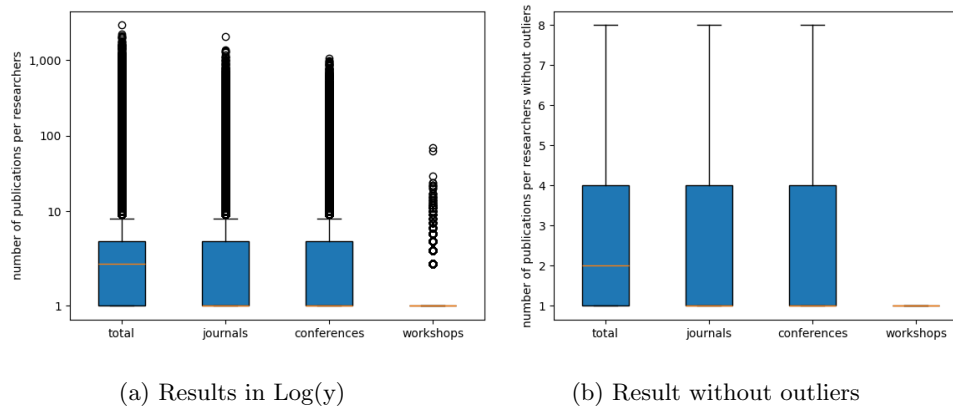 number of publications per researchers
1,000
100
10
1
total journals conferences workshops
(a) Results in Log(y)
number of publications per researchers without outliers
8
7
6
5
4
3
2
1
total journals conferences workshops
(b) Result without outliers